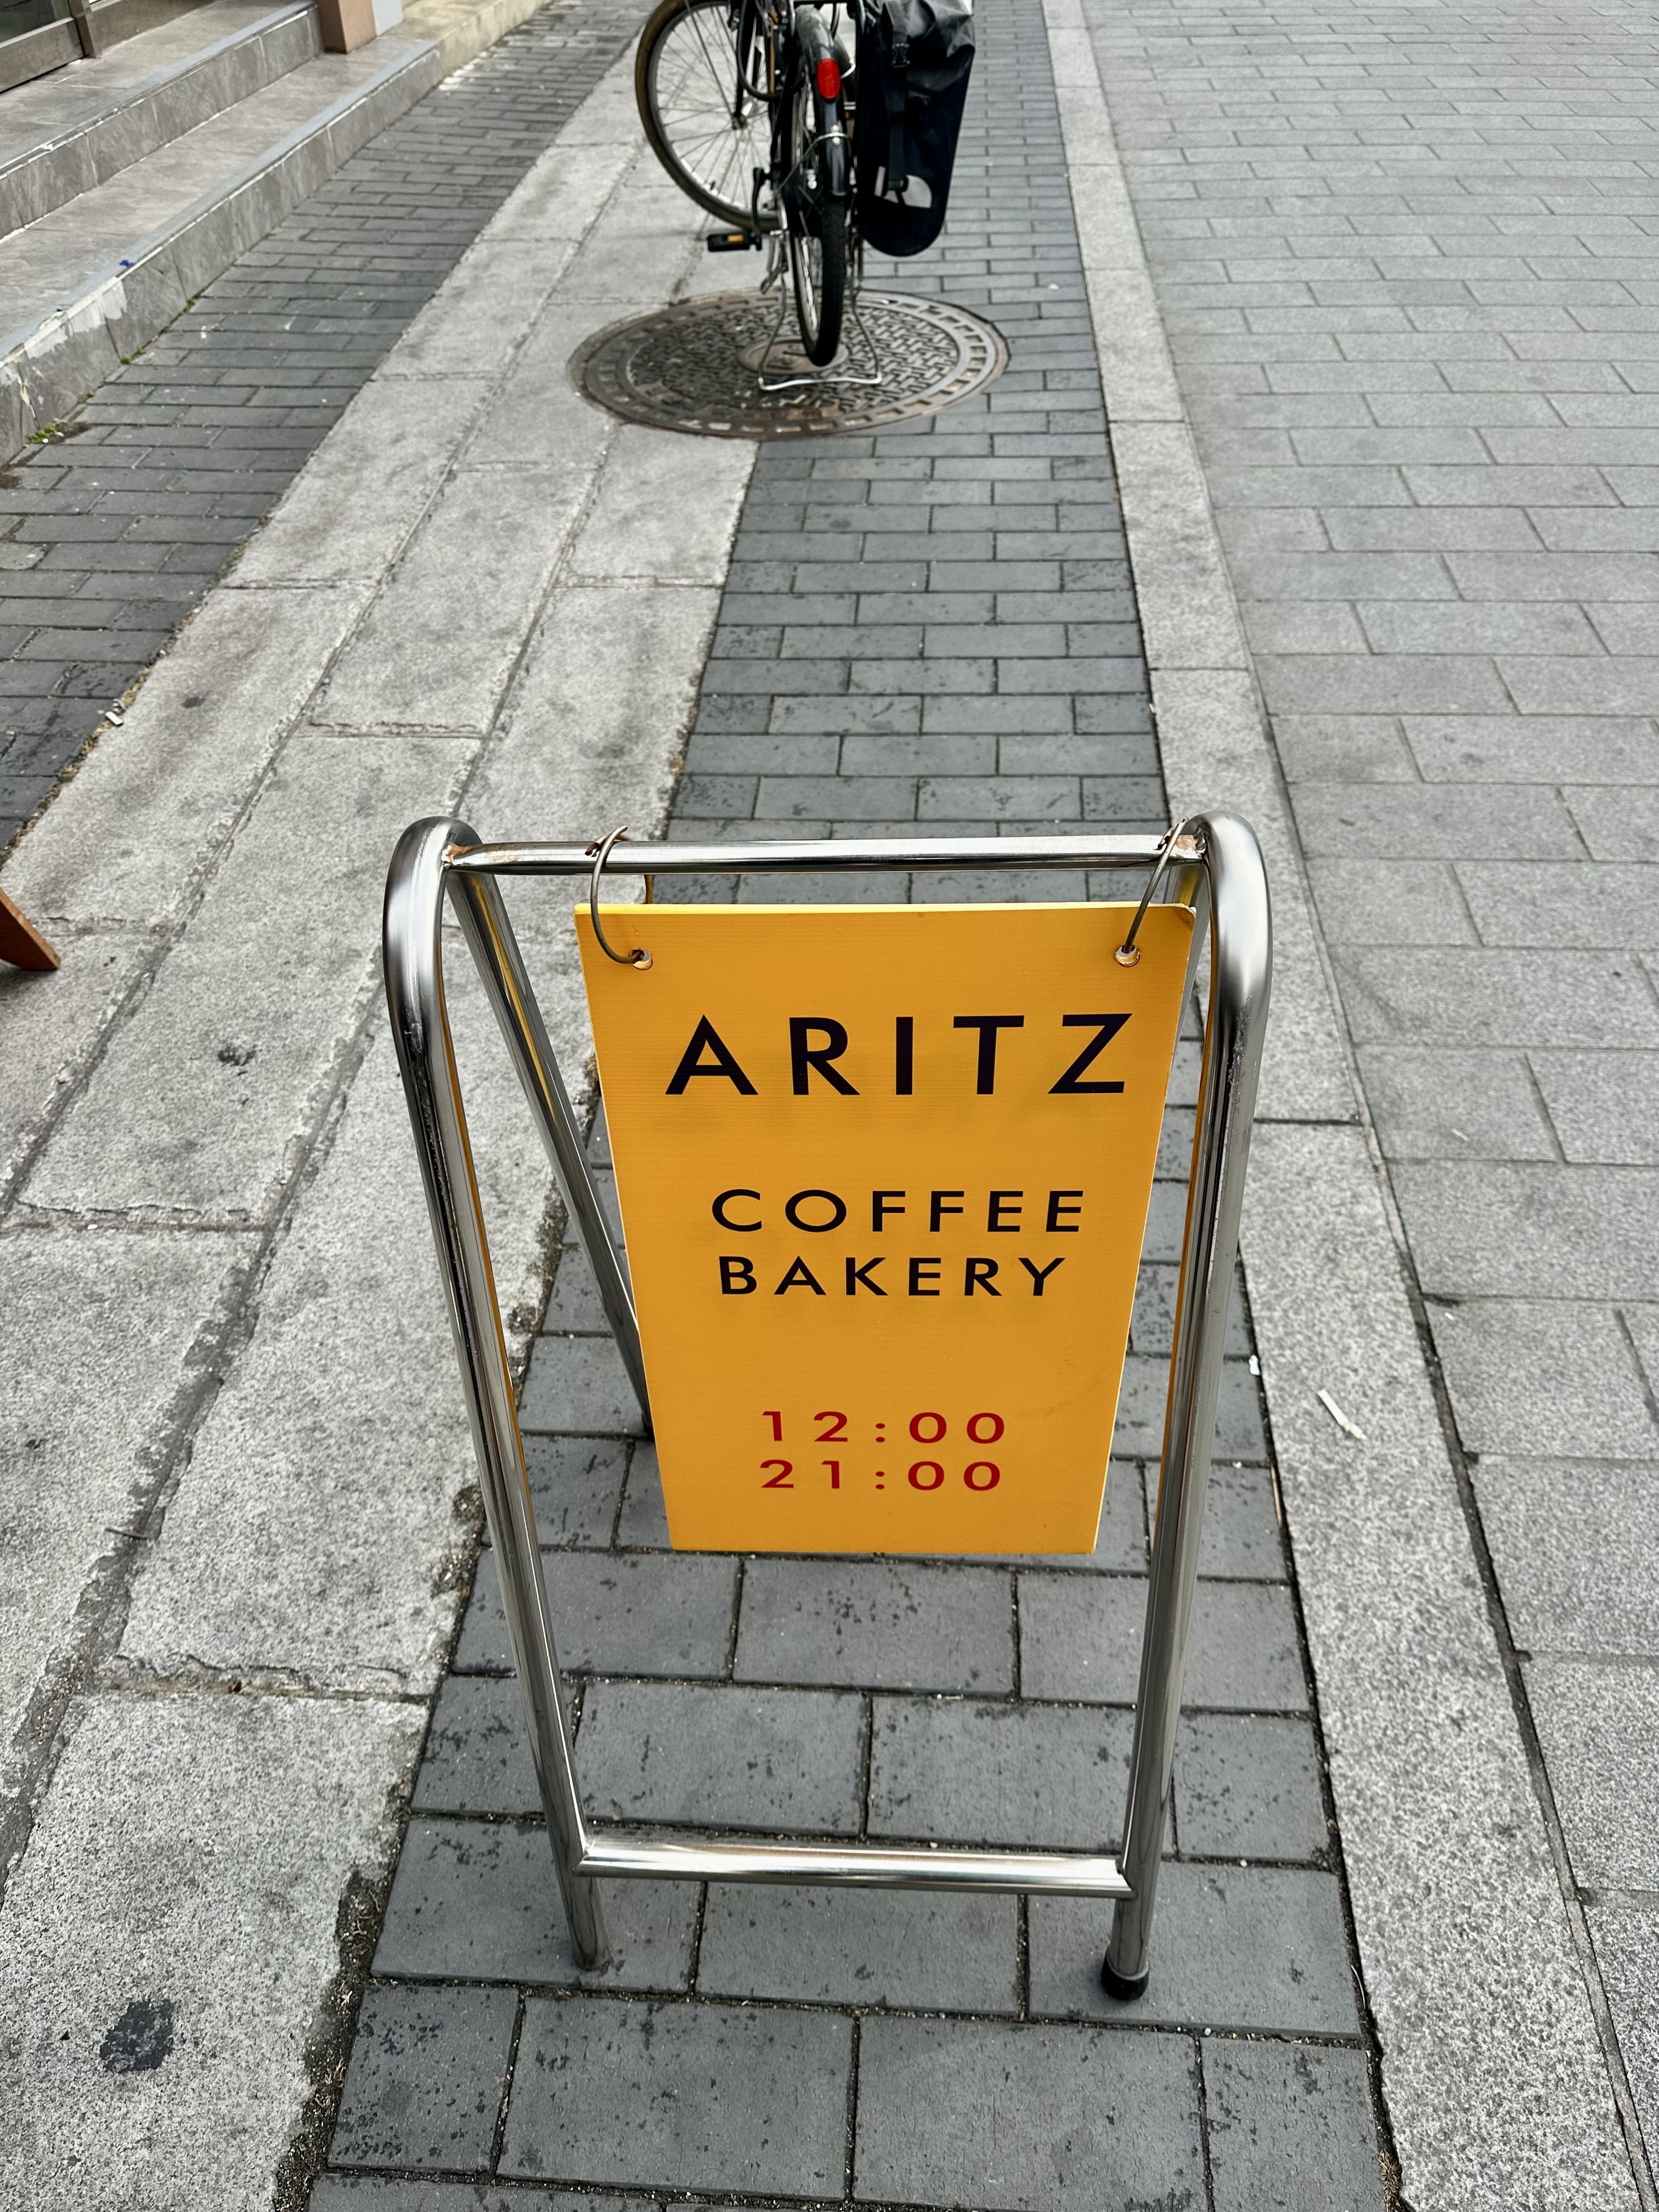 ARITZ
COFFEE
BAKERY
12:00
21:00